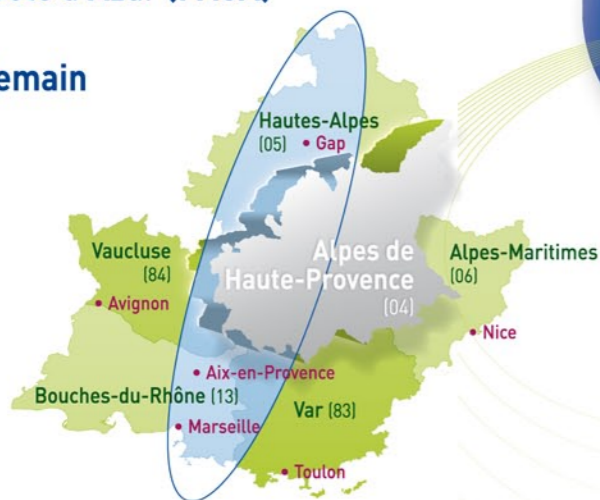 emain
Hautes-Alpes
(05) • Gap
Alpes de
Haute-Provence
(04)
Vaucluse
(84)
• Avignon
Alpes-Maritimes
(06)
• Nice
• Aix-en-Provence
Bouches-du-Rhône (13)
Var (83)
• Marseille
• Toulon